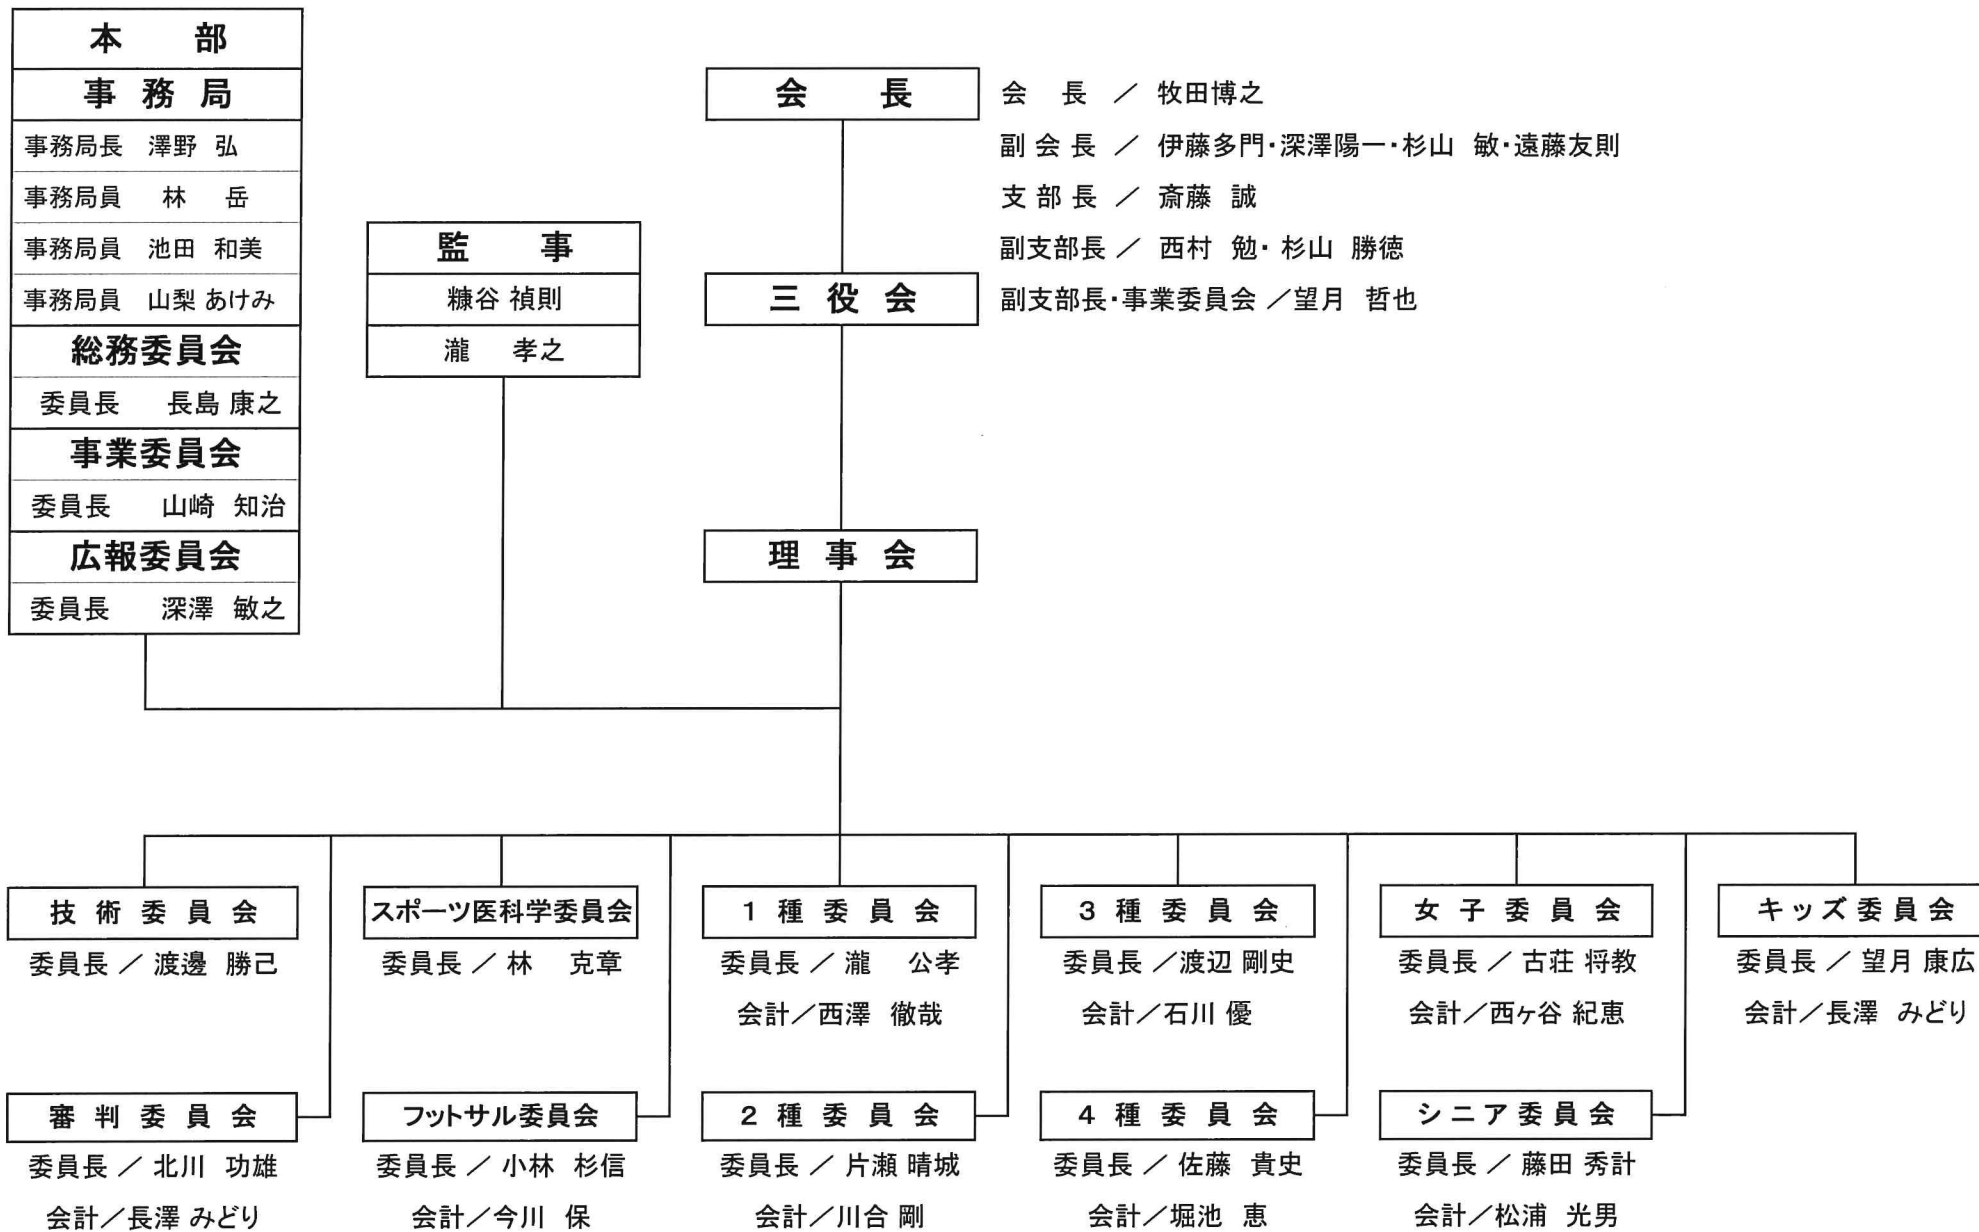 本　部
事 務 局
事務局長 澤野 弘
事務局員 林 岳
事務局員 池田 和美
事務局員 山梨 あけみ
総務委員会
委員長 長島 康之
事業委員会
委員長 山崎 知治
広報委員会
委員長 深澤 敏之
監　事
糠谷 禎則
瀧 孝之
会　長
会　長 ／ 牧田博之
副 会 長 ／ 伊藤多門･深澤陽一･杉山 敏･遠藤友則
支 部 長 ／ 斎藤 誠
副支部長 ／ 西村 勉･ 杉山 勝徳
三 役 会
副支部長･事業委員会 ／望月 哲也
理 事 会
技 術 委 員 会
委員長 ／ 渡邊 勝己
スポーツ医科学委員会
委員長 ／ 林 克章
1 種 委 員 会
委員長 ／ 瀧 公孝
会計／西澤 徹哉
3 種 委 員 会
委員長 ／渡辺 剛史
会計／石川 優
女 子 委 員 会
委員長 ／ 古荘 将教
会計／西ヶ谷 紀恵
キッズ 委 員 会
委員長 ／ 望月 康広
会計／長澤 みどり
審 判 委 員 会
委員長 ／ 北川 功雄
会計／長澤 みどり
フットサル委員会
委員長 ／ 小林 杉信
会計／今川 保
2 種 委 員 会
委員長 ／ 片瀬 晴城
会計／川合 剛
4 種 委 員 会
委員長 ／ 佐藤 貴史
会計／堀池 恵
シニア 委 員 会
委員長 ／ 藤田 秀計
会計／松浦 光男